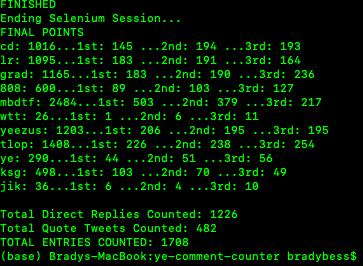 FINISHED
Ending Selenium Session...
FINAL POINTS
cd: 1016...1st: 145 ...2nd: 194 ...3rd: 193
lr: 1095...1st: 183 ...2nd: 191 ...3rd: 164
grad: 1165...1st: 183 ...2nd: 190 ...3rd: 236
808: 600...1st: 89 ...2nd: 103 ...3rd: 127
mbdtf: 2484...1st: 503 ...2nd: 379 ...3rd: 217
wtt: 26...1st: 1 ...2nd: 6 ...3rd: 11
yeezus: 1203...1st: 206 ...2nd: 195 ...3rd: 195
tlop: 1408...1st: 226 ...2nd: 238 ...3rd: 254
ye: 290...1st: 44 ...2nd: 51 ...3rd: 56
ksg: 498...1st: 103 ...2nd: 70 ...3rd: 49
jik: 36...1st: 6 ...2nd: 4 ...3rd: 10
Total Direct Replies Counted: 1226
Total Quote Tweets Counted: 482
TOTAL ENTRIES COUNTED: 1708
(base) Bradys-MacBook:ye-comment-counter bradybess$